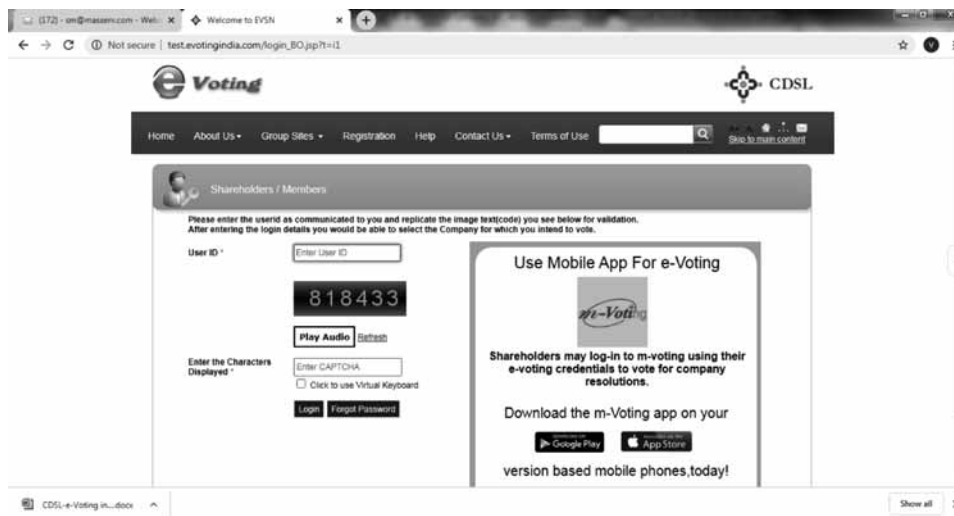 (172) - sm@masserv.com - Welc
Welcome to EVSN
Not secure | test.evotingindia.com/login_BO.jsp?t=i1
V
e Voting
CDSL
Home About Us Group Sites Registration Help Contact Us Terms of Use
Skip to main content
Shareholders / Members
Please enter the userid as communicated to you and replicate the image text(code) you see below for validation.
After entering the login details you would be able to select the Company for which you intend to vote.
User ID *
Enter User ID
818433
Play Audio Refresh
Enter the Characters
Displayed *
Enter CAPTCHA
Click to use Virtual Keyboard
Login Forgot Password
Use Mobile App For e-Voting
m-Voting
Shareholders may log-in to m-voting using their
e-voting credentials to vote for company
resolutions.
Download the m-Voting app on your
Google Play
App Store
version based mobile phones,today!
CDSL-e-Voting in....docx
Show all